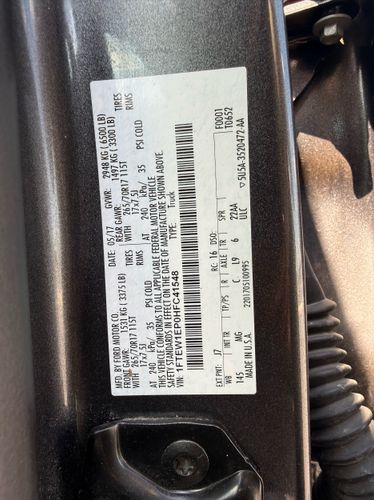 MFD. BY FORD MOTOR CO.
05/17 GVWR: 2948 KG ( 6500 LB)
FRONT GAWR: 1531 KG ( 3375 LB) REAR GAWR: 1497 KG ( 3300 LB)
WITH 265/70R17 115T TIRES WITH 265/70R17 115T TIRES
17x7.5J RIMS 17x7.5J RIMS
AT 240 kPa/ 35 PSI COLD AT 240 kPa/ 35 PSI COLD
THIS VEHICLE CONFORMS TO ALL APPLICABLE FEDERAL MOTOR VEHICLE
SAFETY STANDARDS IN EFFECT ON THE DATE OF MANUFACTURE SHOWN ABOVE.
VIN: 1FTEW1EP0HFC41548 Truck
F0001
T0652
EXT PNT: J7 RC: 16 DSO:
WB INT TR TP/PS R AXLE TR SPR
145 MG C L9 6 22AA
ULC
MADE IN U.S.A. 2201705100995 5U5A-3520472-AA